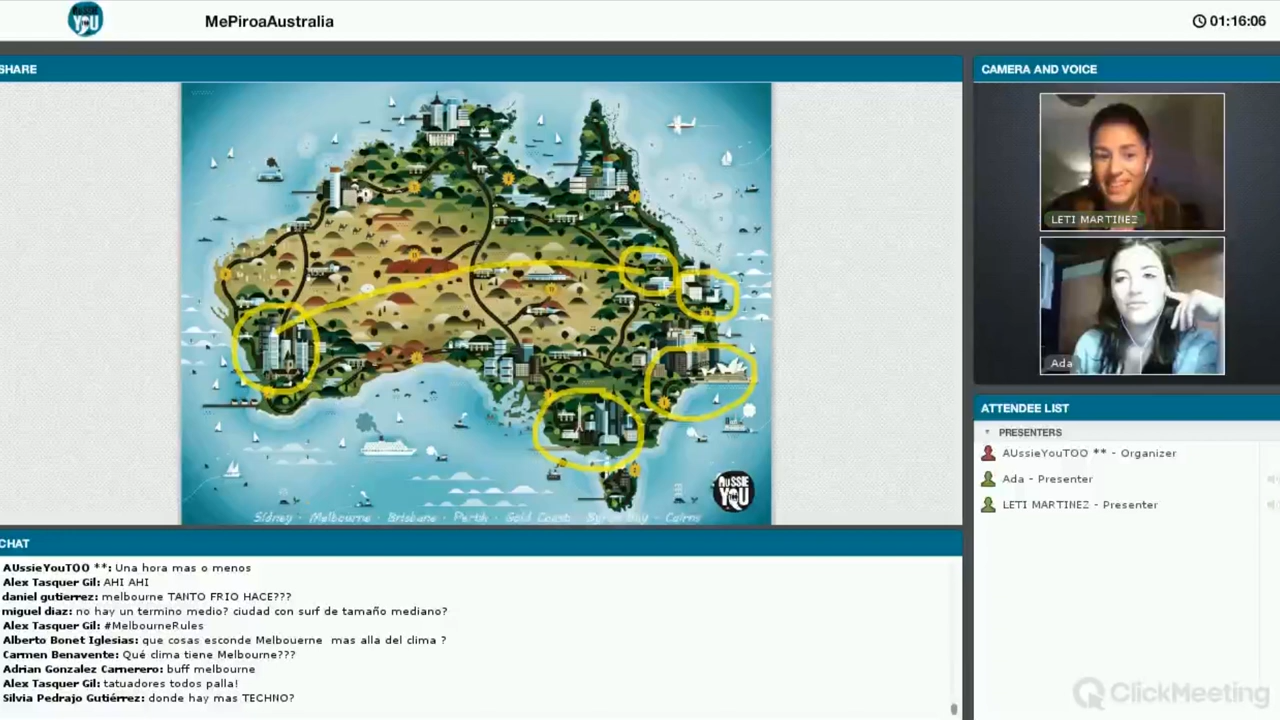 AUSSIE
YOU
MePiroaAustralia
01:16:06
SHARE
CAMERA AND VOICE
LETI MARTINEZ
Ada
AUSSIE
YOU
Sidney · Melbourne · Brisbane · Perth · Gold Coast · Byron Bay · Cairns
ATTENDEE LIST
PRESENTERS
AUssieYouTOO ** - Organizer
Ada - Presenter
LETI MARTINEZ - Presenter
CHAT
AUssieYouTOO **: Una hora mas o menos
Alex Tasquer Gil: AHI AHI
daniel gutierrez: melbourne TANTO FRIO HACE???
miguel diaz: no hay un termino medio? ciudad con surf de tamaño mediano?
Alex Tasquer Gil: #MelbourneRules
Alberto Bonet Iglesias: que cosas esconde Melbouerne mas alla del clima ?
Carmen Benavente: Qué clima tiene Melbourne???
Adrian Gonzalez Carnerero: buff melbourne
Alex Tasquer Gil: tatuadores todos palla!
Silvia Pedrajo Gutiérrez: donde hay mas TECHNO?
ClickMeeting